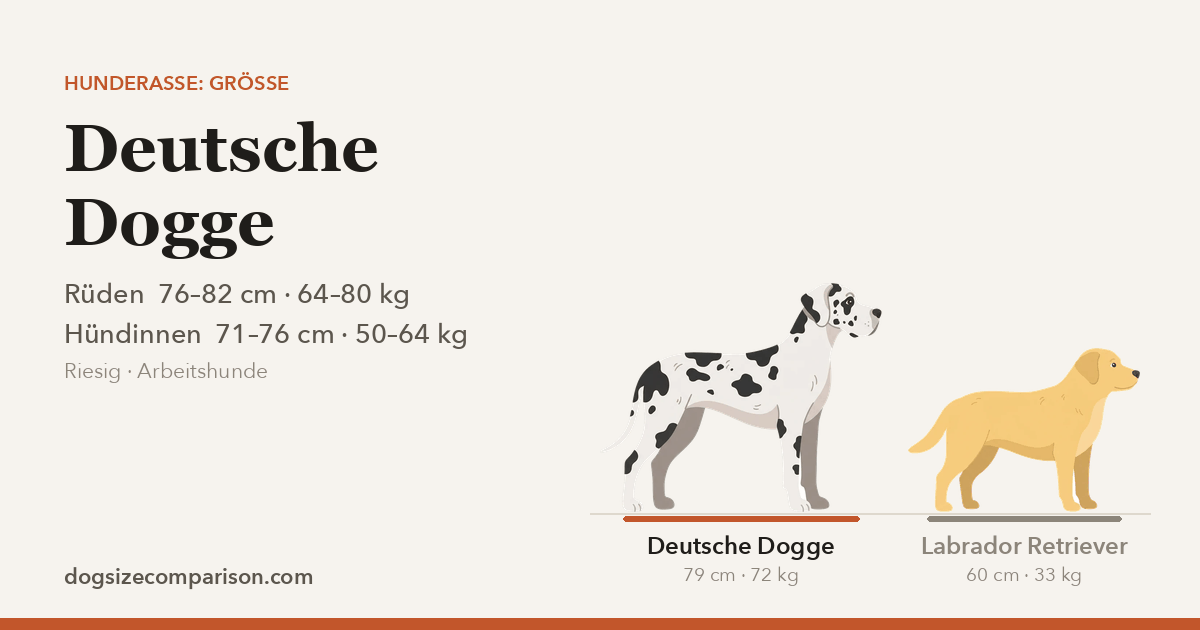 HUNDERASSE: GRÖSSE
Deutsche
Dogge
Rüden 76–82 cm · 64–80 kg
Hündinnen 71–76 cm · 50–64 kg
Riesig · Arbeitshunde
Deutsche Dogge
79 cm · 72 kg
Labrador Retriever
60 cm · 33 kg
dogsizecomparison.com